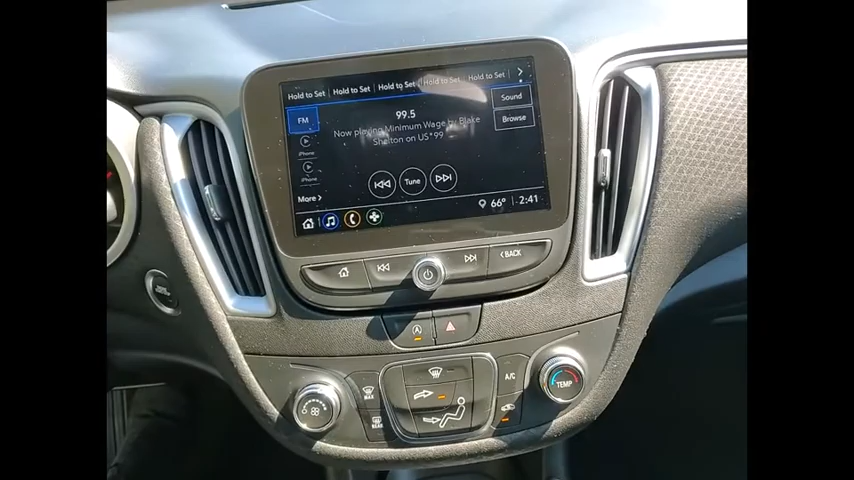 Hold to Set Hold to Set Hold to Set Hold to Set Hold to Set
FM
99.5
Sound
Now playing Minimum Wage by Blake
Shelton on US*99
Browse
iPhone
iPhone
Tune
More
66° 2:41
BACK
A
MAX
A/C
TEMP
REAR